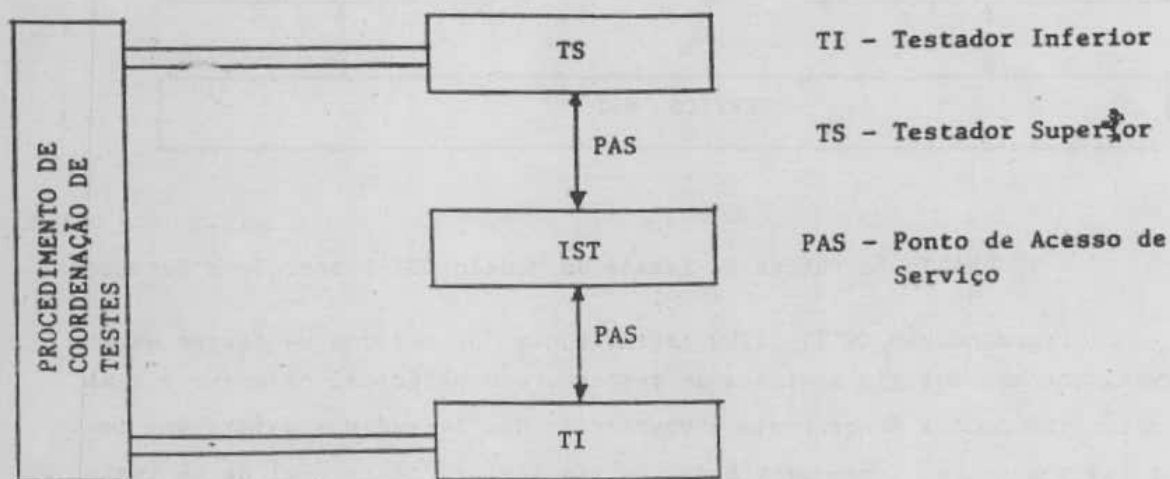 PROCEDIMENTO DE
COORDENAÇÃO DE
TESTES
TS
PAS
IST
PAS
TI
TI - Testador Inferior
TS - Testador Superior
PAS - Ponto de Acesso de
Serviço